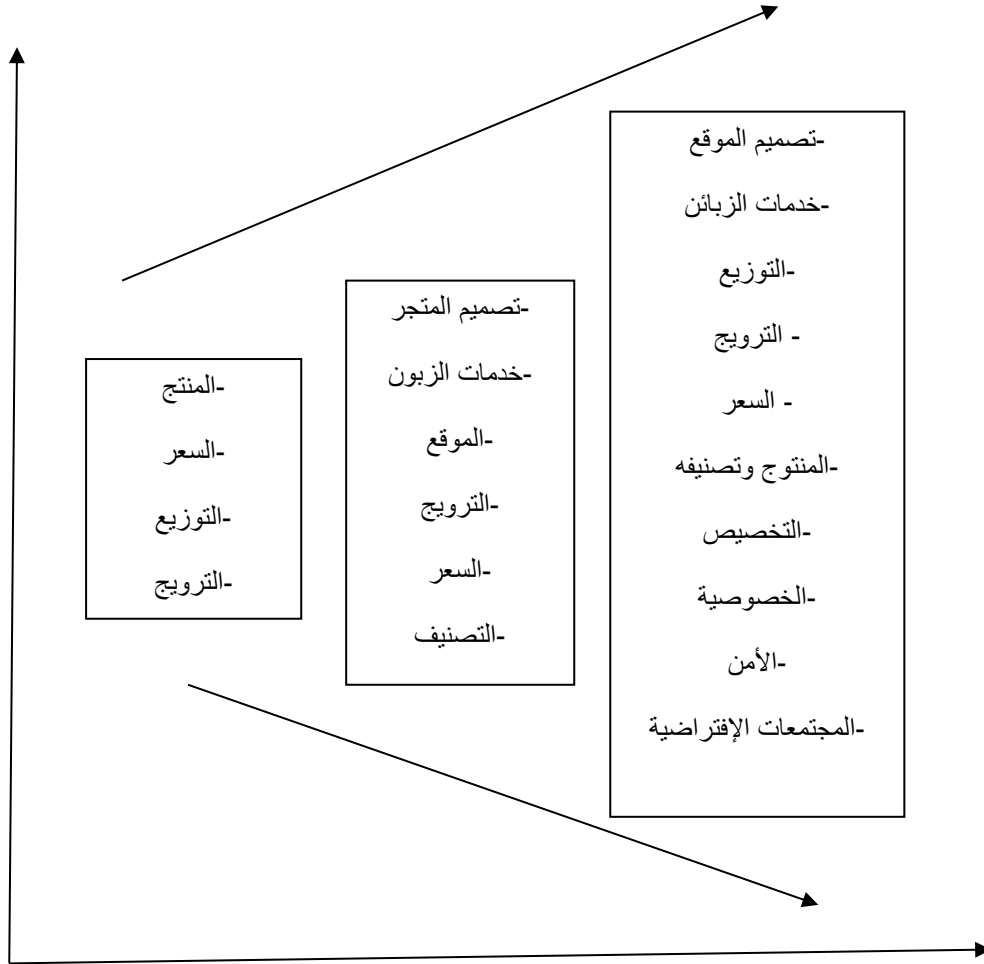 -المنتج
-السعر
-التوزيع
-الترويج
-تصميم المتجر
-خدمات الزبون
-الموقع
-الترويج
-السعر
-التصنيف
-تصميم الموقع
-خدمات الزبائن
-التوزيع
- الترويج
- السعر
-المنتوج وتصنيفه
-التخصيص
-الخصوصية
-الأمن
-المجتمعات الإفتراضية